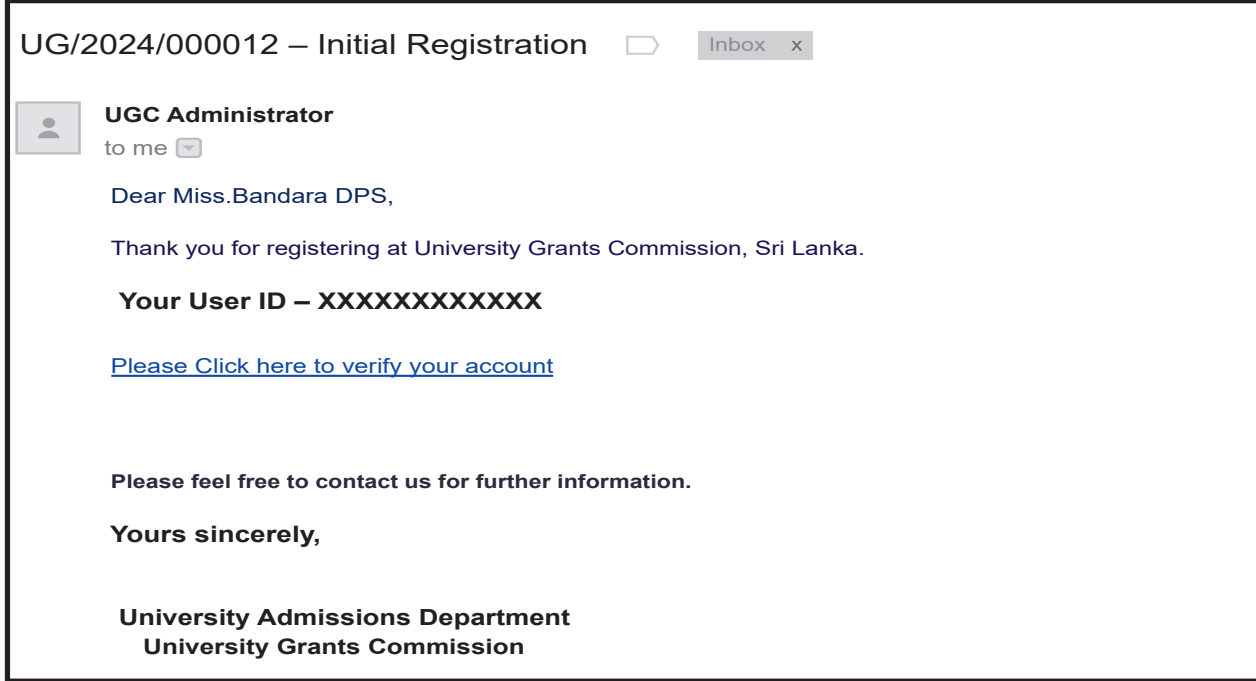 UG/2024/000012 – Initial Registration Inbox x
UGC Administrator
to me
Dear Miss.Bandara DPS,
Thank you for registering at University Grants Commission, Sri Lanka.
Your User ID – XXXXXXXXXXXX
Please Click here to verify your account
Please feel free to contact us for further information.
Yours sincerely,
University Admissions Department
University Grants Commission